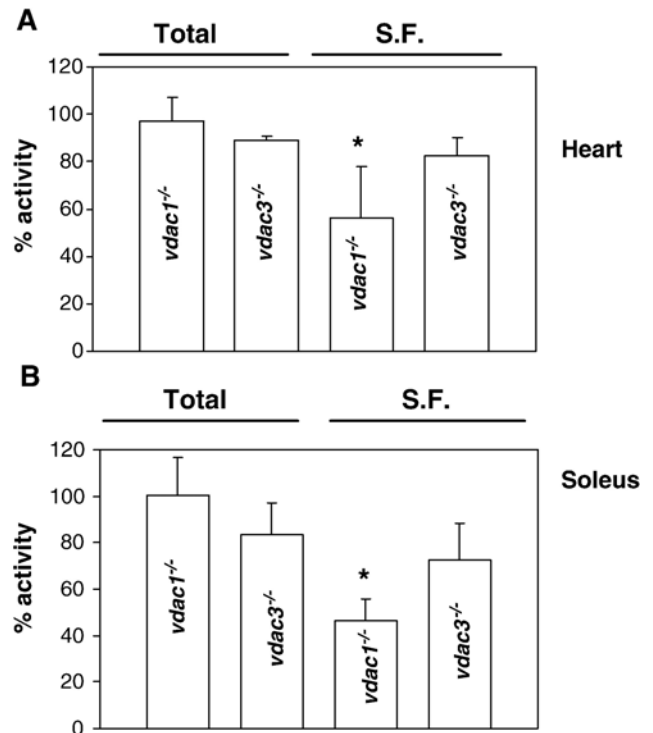 A
Total S.F.
120
100
80
60
40
20
0
% activity
vdac1-/-
vdac3-/-
*
vdac1-/-
vdac3-/-
Heart
B
Total S.F.
120
100
80
60
40
20
0
% activity
vdac1-/-
vdac3-/-
*
vdac1-/-
vdac3-/-
Soleus